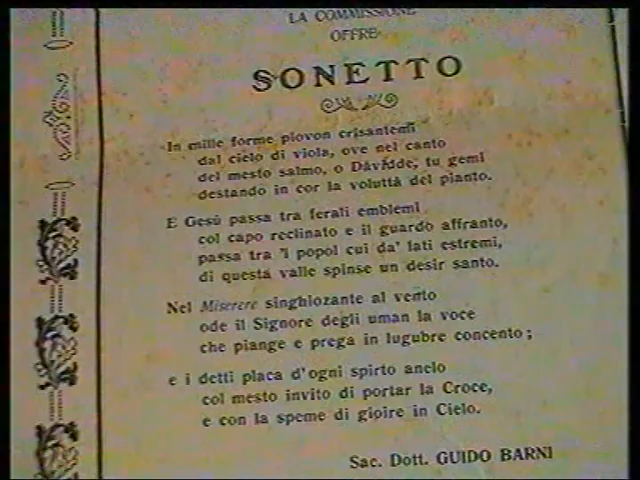 LA COMMISSIONE
OFFRE
SONETTO
In mille forme piovon crisantemi
dal cielo di viola, ove nel canto
del mesto salmo, o Davidde, tu gemi
destando in cor la voluttà del pianto.
E Gesù passa tra ferali emblemi
col capo reclinato e il guardo affranto,
passa tra 'i popol cui da' lati estremi,
di questa valle spinse un desir santo.
Nel Miserere singhiozante al vento
ode il Signore degli uman la voce
che piange e prega in lugubre concento;
e i detti placa d'ogni spirto anelo
col mesto invito di portar la Croce,
e con la speme di gioire in Cielo.
Sac. Dott. GUIDO BARNI